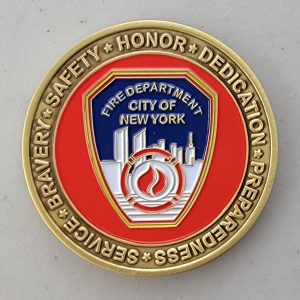 SERVICE★BRAVERY★SAFETY★HONOR★DEDICATION★PREPAREDNESS★
FIRE DEPARTMENT
CITY OF
NEW YORK